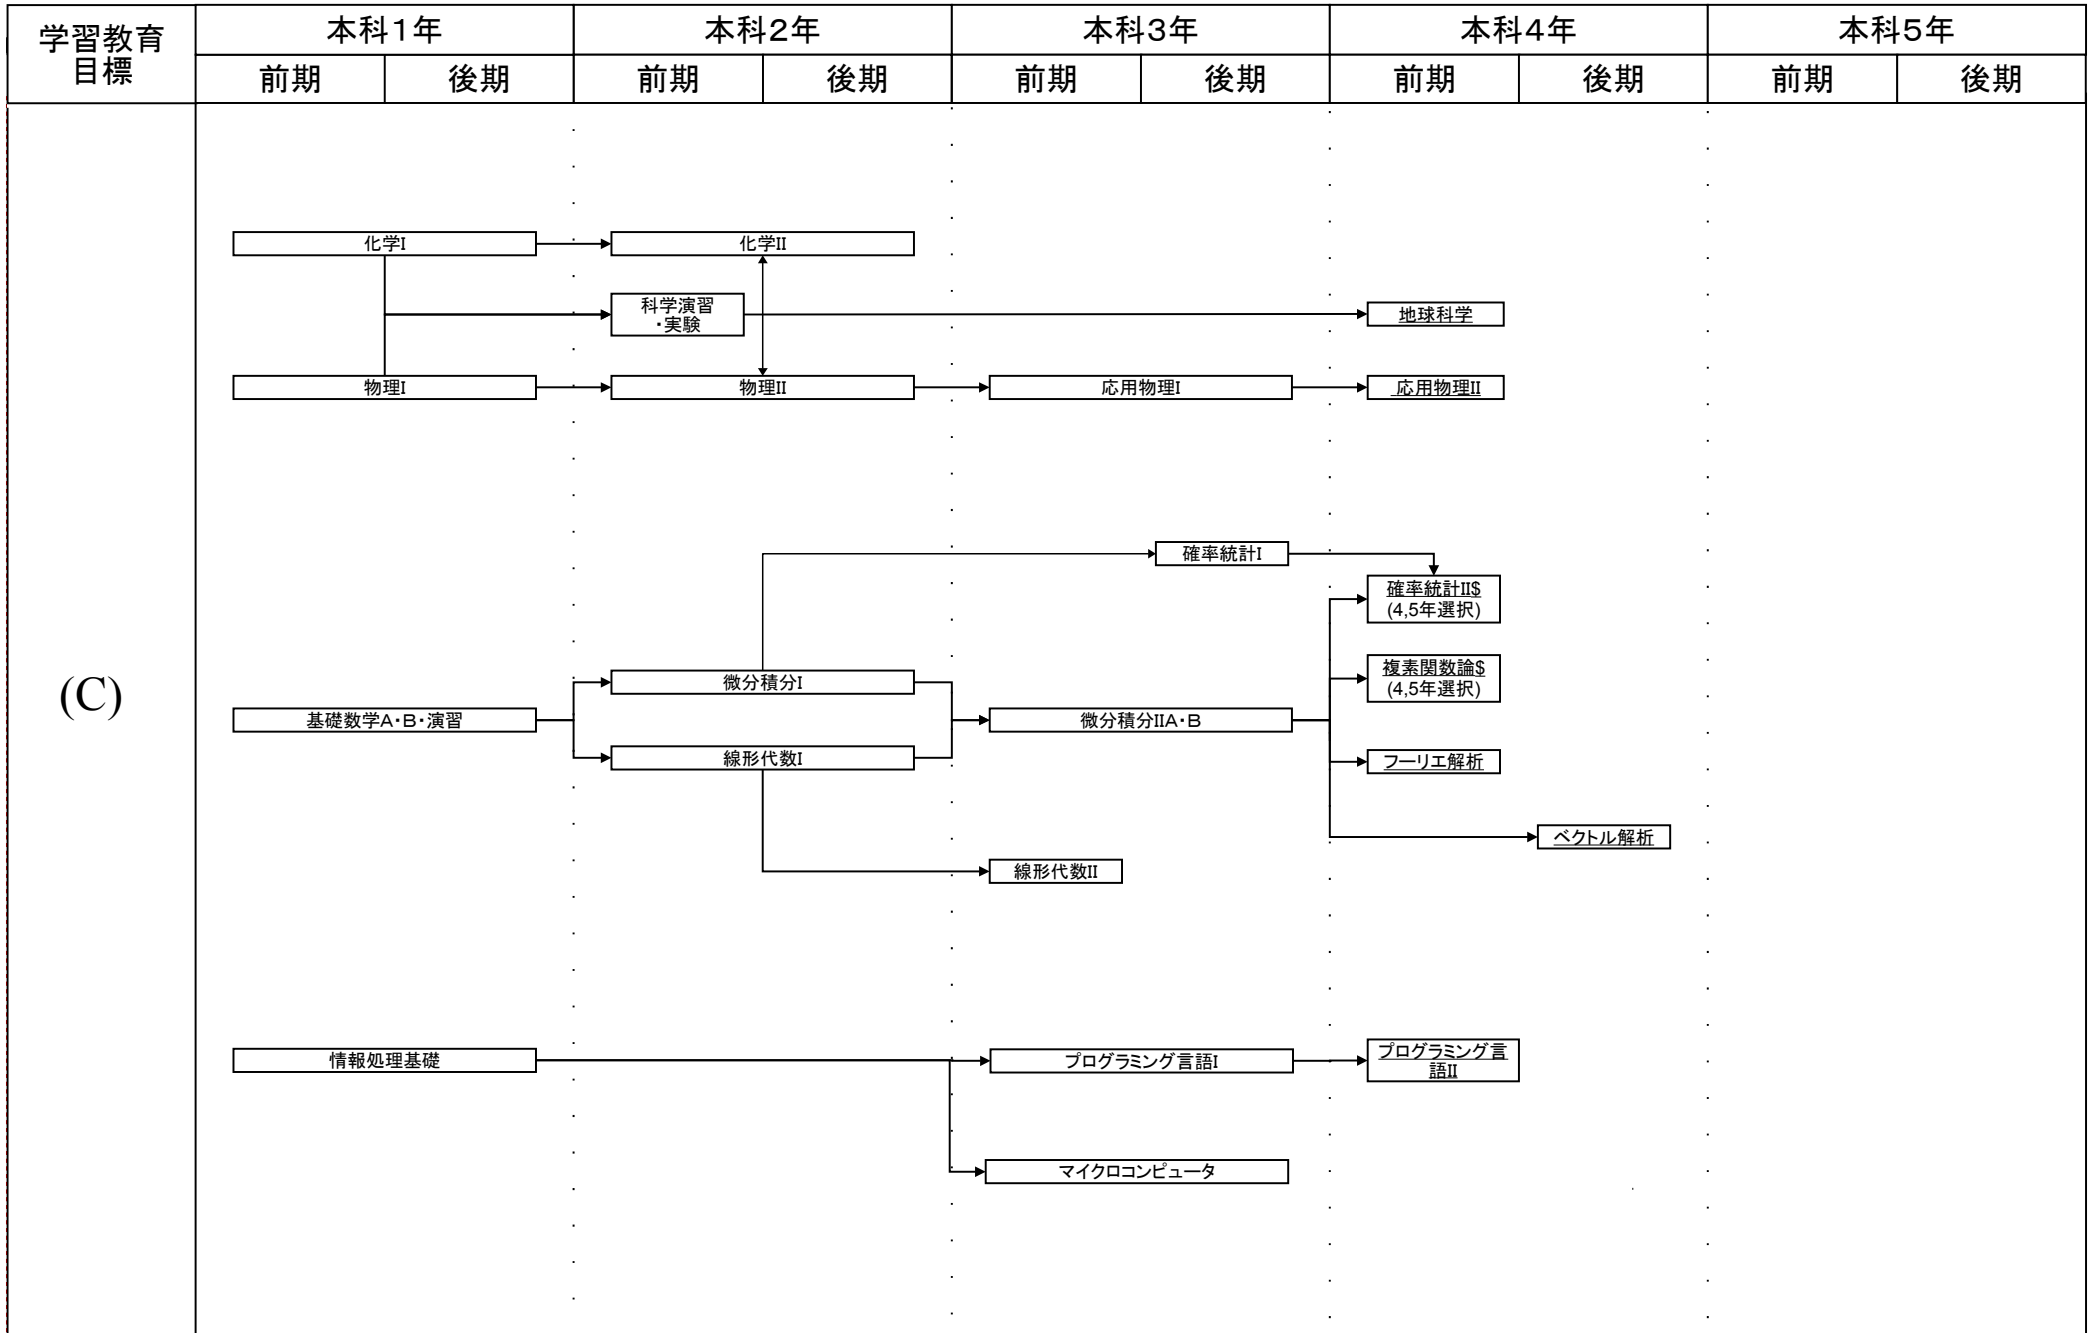 学習教育
目標
本科1年
本科2年
本科3年
本科4年
本科5年
前期
後期
前期
後期
前期
後期
前期
後期
前期
後期
(C)
化学I
化学II
科学演習
・実験
地球科学
物理I
物理II
応用物理I
応用物理II
確率統計I
確率統計II$
(4,5年選択)
微分積分I
複素関数論$
(4,5年選択)
基礎数学A・B・演習
微分積分IIA・B
線形代数I
フーリエ解析
ベクトル解析
線形代数II
情報処理基礎
プログラミング言語I
プログラミング言
語II
マイクロコンピュータ